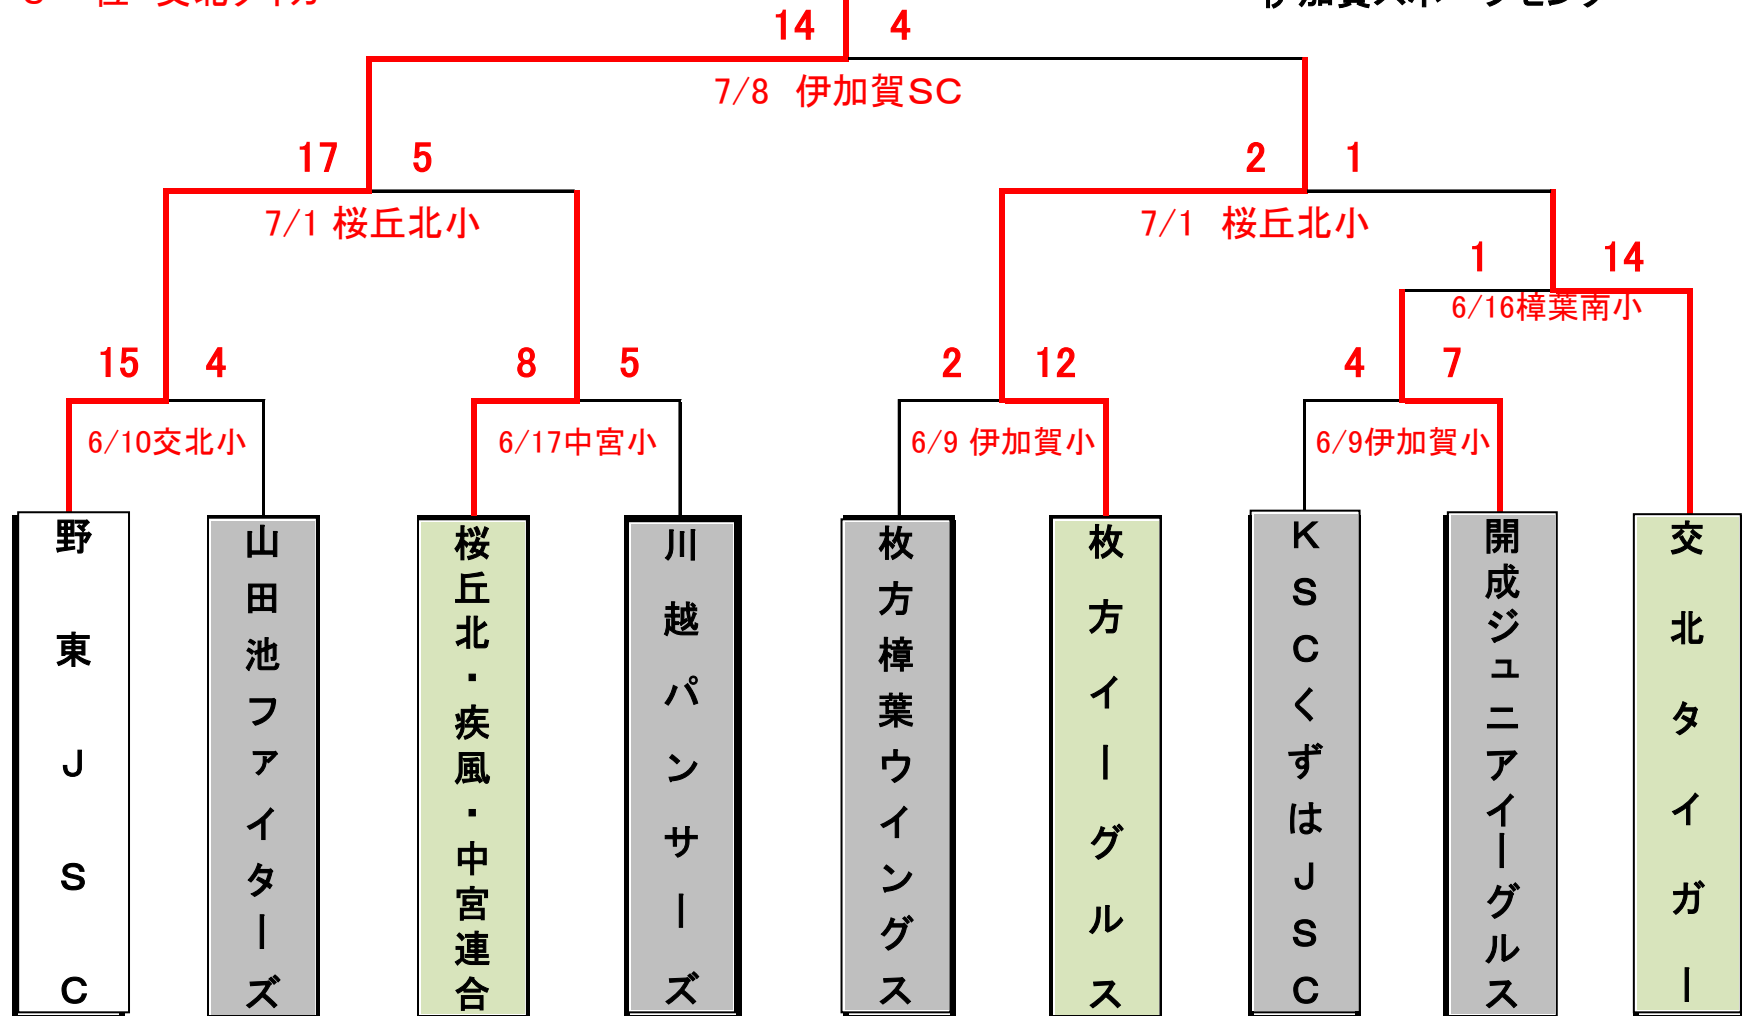 14 4
7/8 伊加賀SC
17 5
2 1
7/1 桜丘北小
7/1 桜丘北小
1 14
6/16樟葉南小
15 4
8 5
2 12
4 7
6/10交北小
6/17中宮小
6/9 伊加賀小
6/9伊加賀小
野東JSC
山田池ファイターズ
桜丘北・疾風・中宮連合
川越パンサーズ
枚方樟葉ウイングス
枚方イーグルス
KSCくずはJSC
開成ジュニアイーグルス
交北タイガー